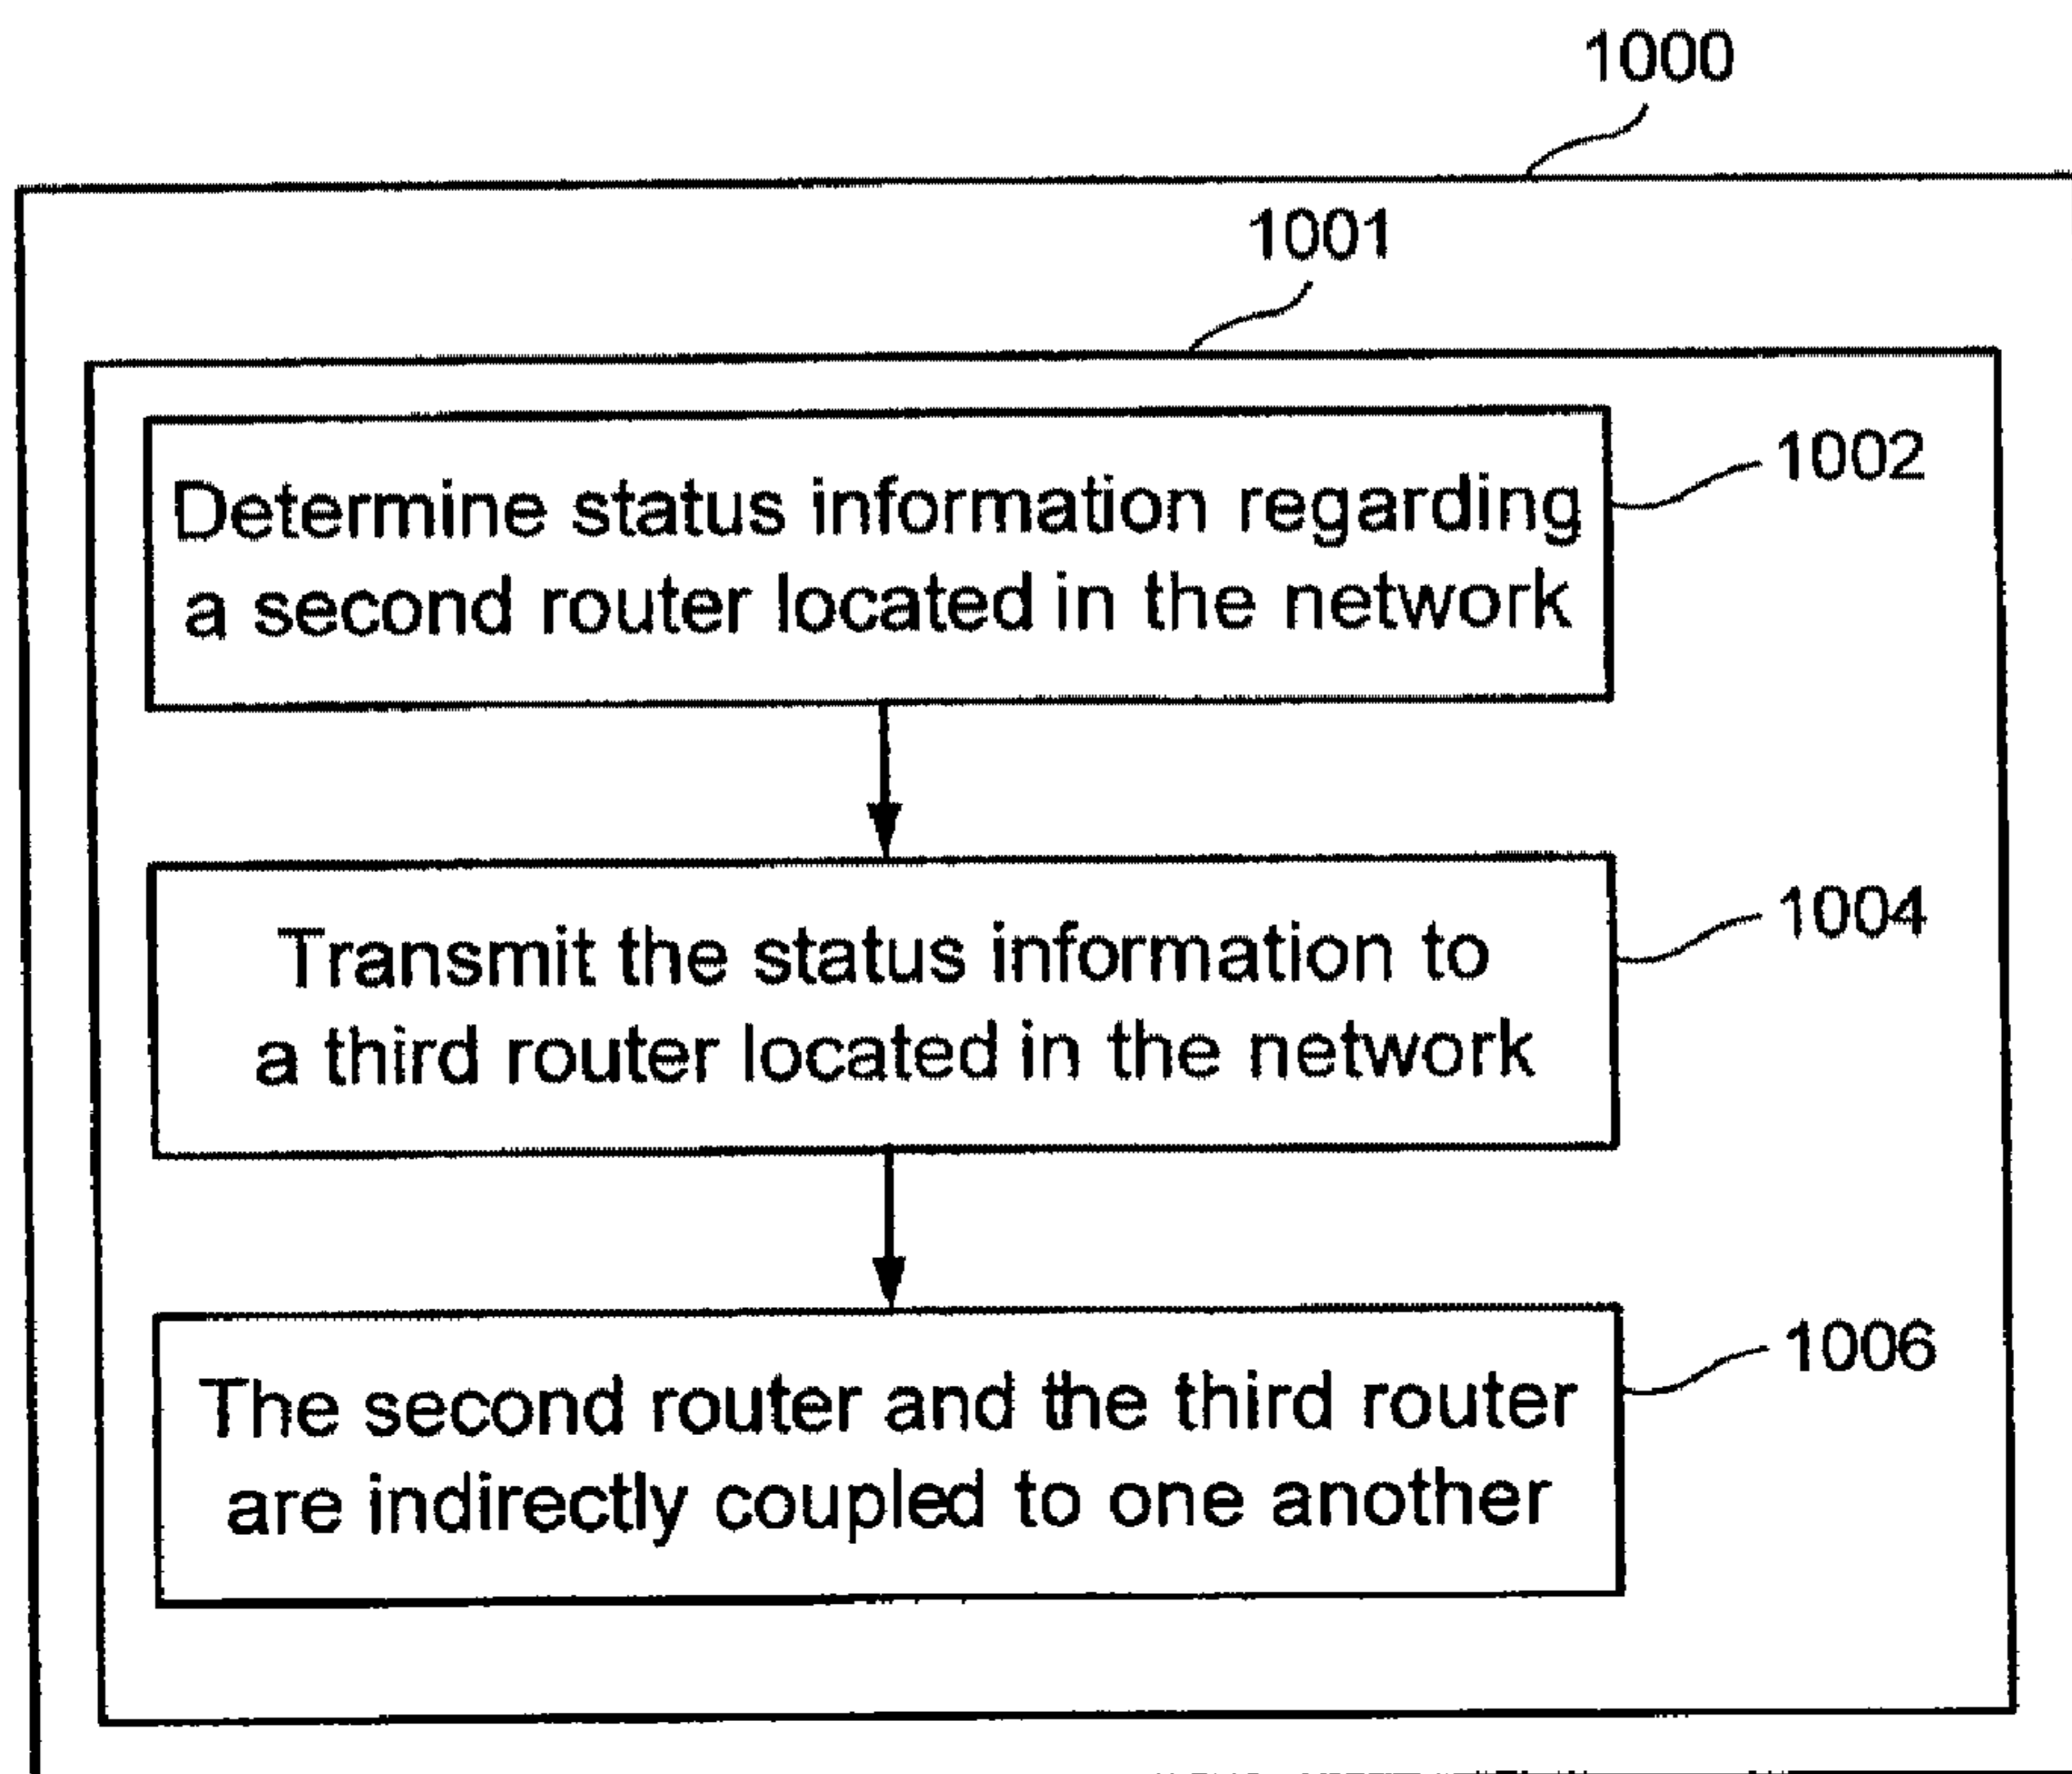 1000
1001
Determine status information regarding
a second router located in the network
1002
Transmit the status information to
a third router located in the network
1004
The second router and the third router
are indirectly coupled to one another
1006